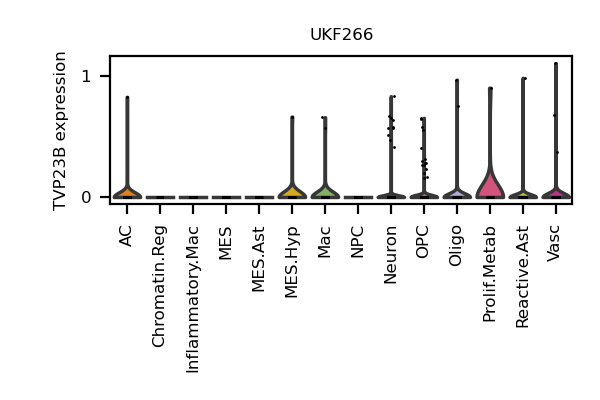 UKF266
TVP23B expression
1
0
AC
Chromatin.Reg
Inflammatory.Mac
MES
MES.Ast
MES.Hyp
Mac
NPC
Neuron
OPC
Oligo
Prolif.Metab
Reactive.Ast
Vasc